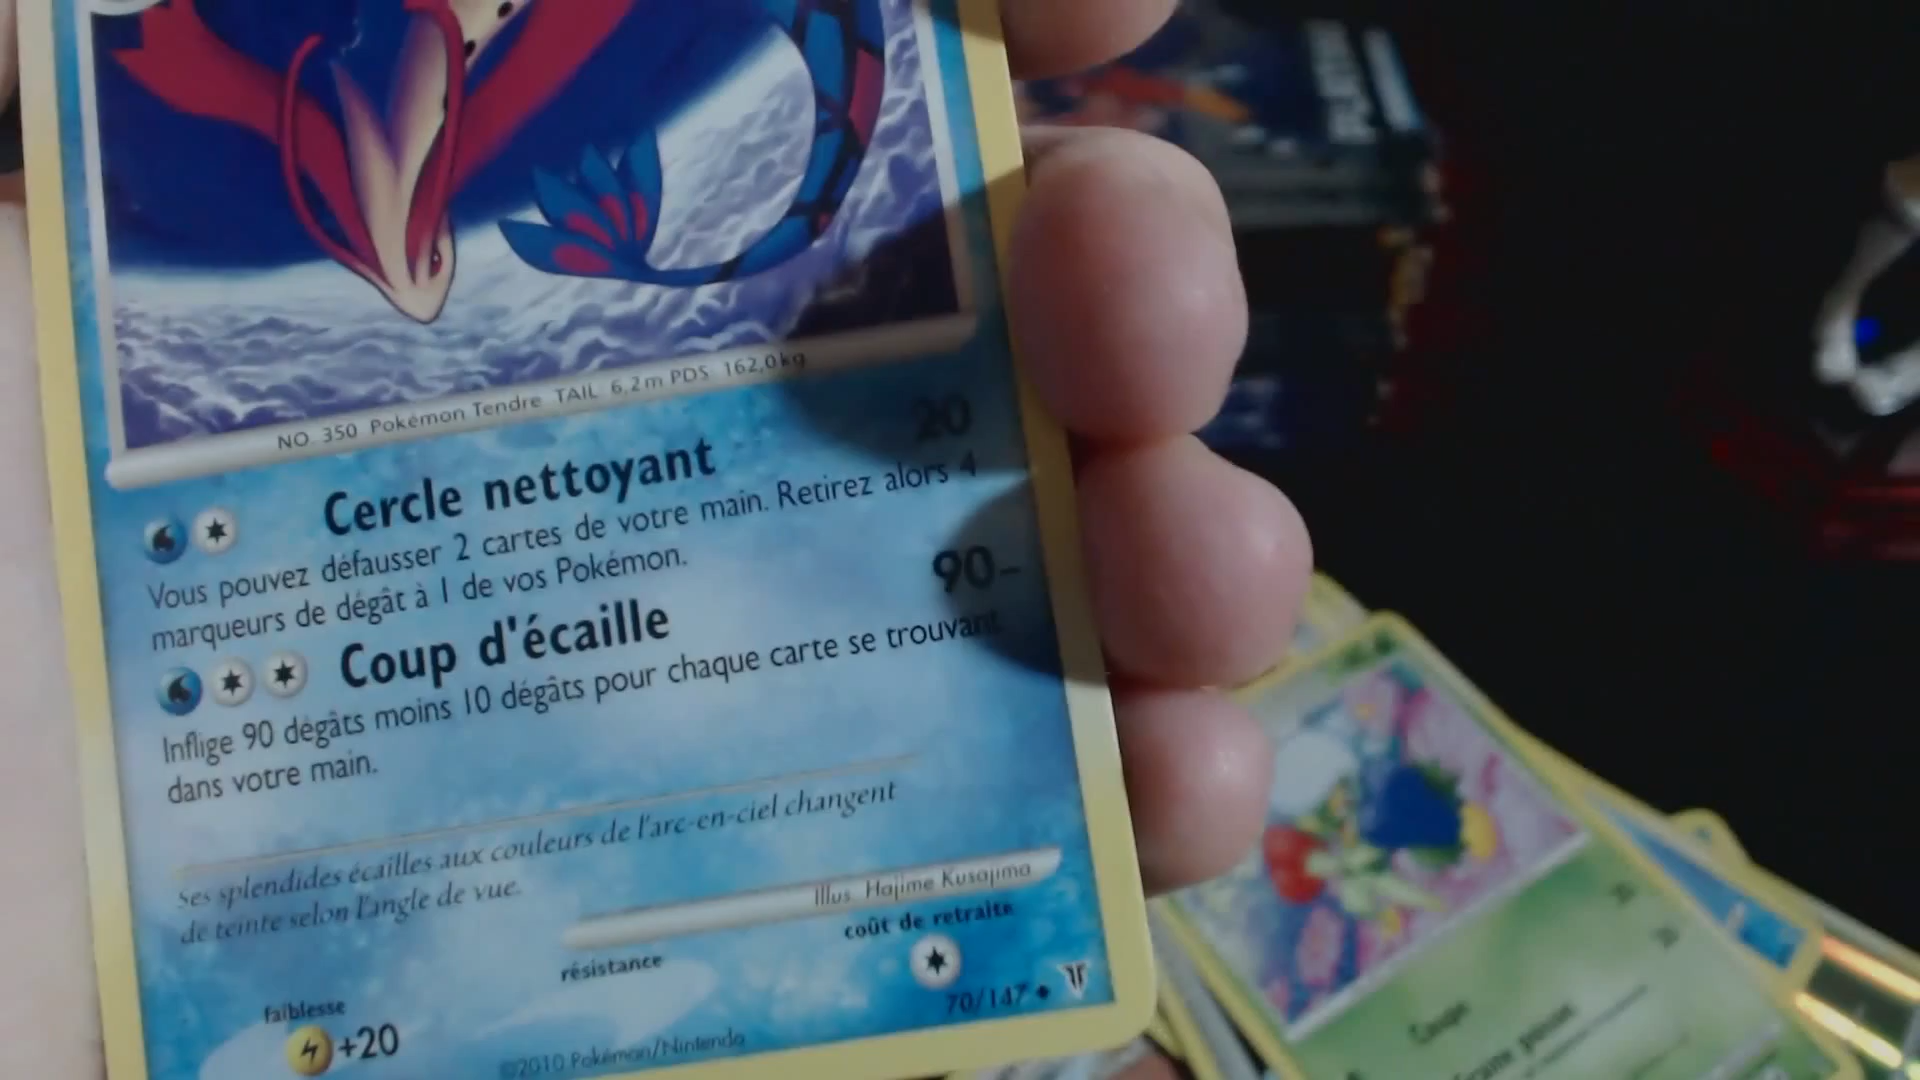 PLATINE
NO. 350 Pokémon Tendre TAIL 6,2m PDS 162,0kg
Cercle nettoyant 20
Vous pouvez défausser 2 cartes de votre main. Retirez alors 4
marqueurs de dégât à 1 de vos Pokémon.
Coup d'écaille 90-
Inflige 90 dégâts moins 10 dégâts pour chaque carte se trouvant
dans votre main.
Ses splendides écailles aux couleurs de l'arc-en-ciel changent
de teinte selon l'angle de vue.
Illus. Hajime Kusajima
faiblesse résistance coût de retraite
+20
70/147
©2010 Pokémon/Nintendo
20
20
Coupe